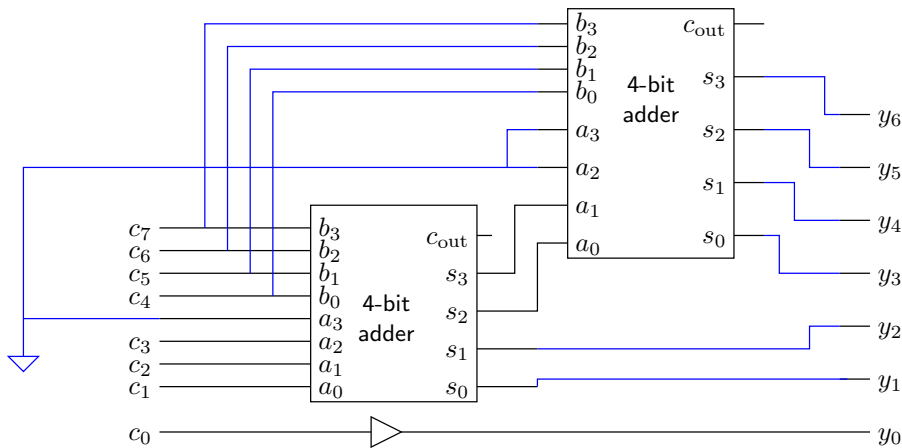 b₃ c_out
b₂
b₁
b₀
4-bit
adder
s₃
a₃
s₂
a₂
s₁
a₁
s₀
a₀
y₆
y₅
y₄
y₃
y₂
y₁
y₀
c₇
c₆
c₅
c₄
c₃
c₂
c₁
c₀
b₃
b₂
b₁
b₀
a₃
a₂
a₁
a₀
4-bit
adder
c_out
s₃
s₂
s₁
s₀